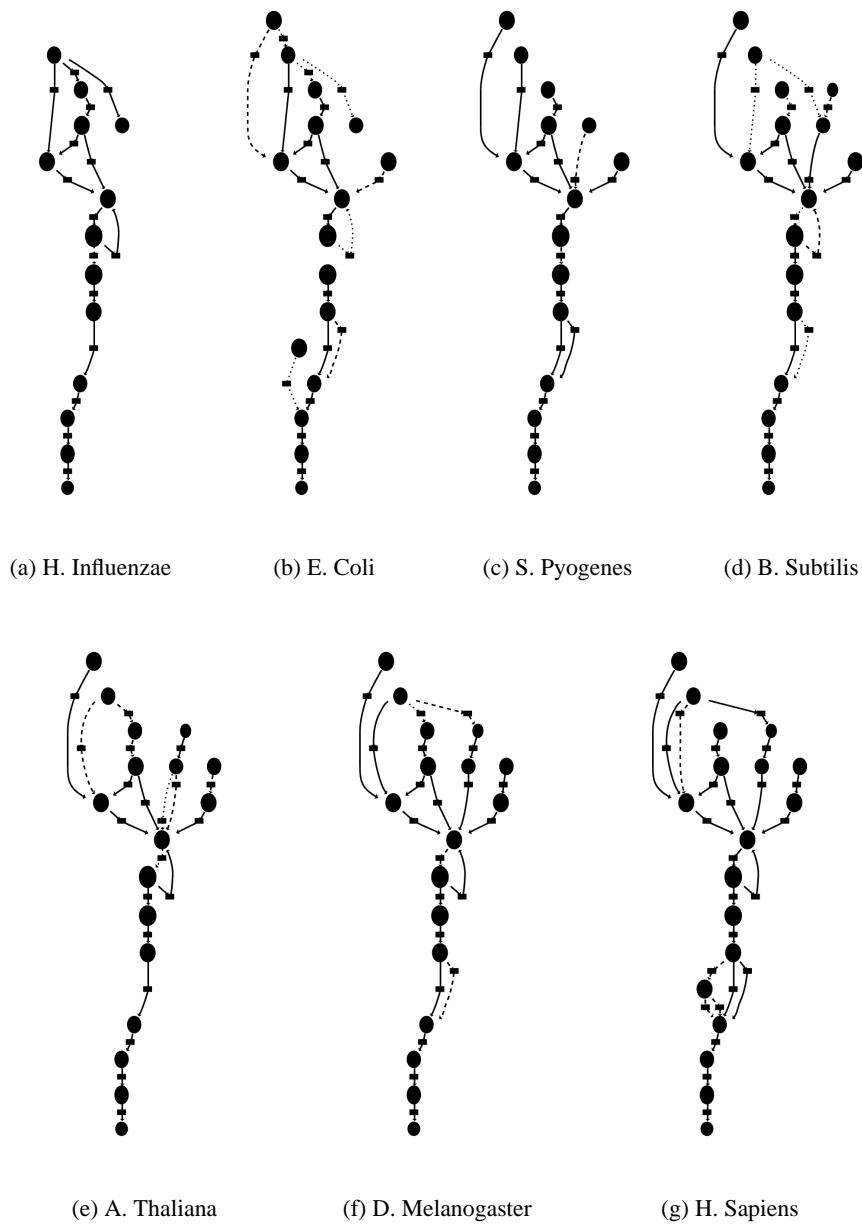 (a) H. Influenzae (b) E. Coli (c) S. Pyogenes (d) B. Subtilis
(e) A. Thaliana (f) D. Melanogaster (g) H. Sapiens